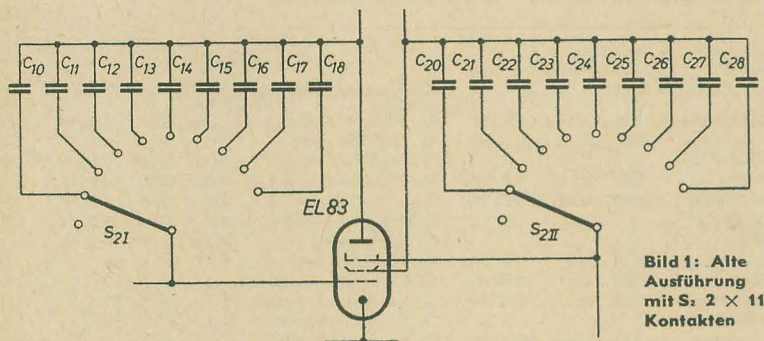 C10 C11 C12 C13 C14 C15 C16 C17 C18
C20 C21 C22 C23 C24 C25 C26 C27 C28
S2I
EL83
S2II
Bild 1: Alte
Ausführung
mit S2 2 × 11
Kontakten